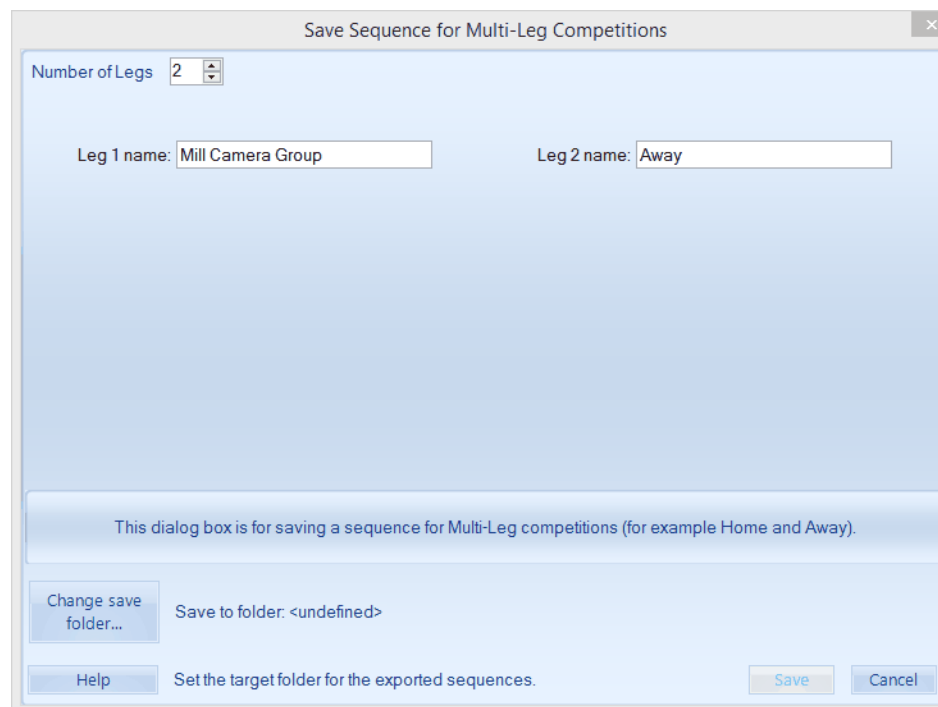 Save Sequence for Multi-Leg Competitions
Number of Legs 2
Leg 1 name: Mill Camera Group Leg 2 name: Away
This dialog box is for saving a sequence for Multi-Leg competitions (for example Home and Away).
Change save
folder...
Save to folder: <undefined>
Help Set the target folder for the exported sequences. Save Cancel